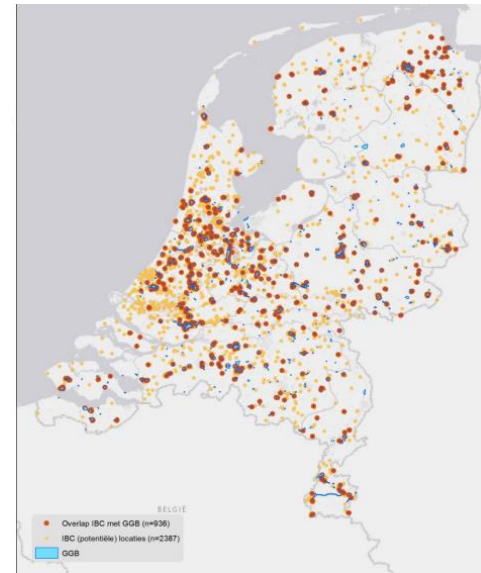 BELGIË
Overlap IBC met GGB (n=936)
IBC (potentiële) locaties (n=2387)
GGB